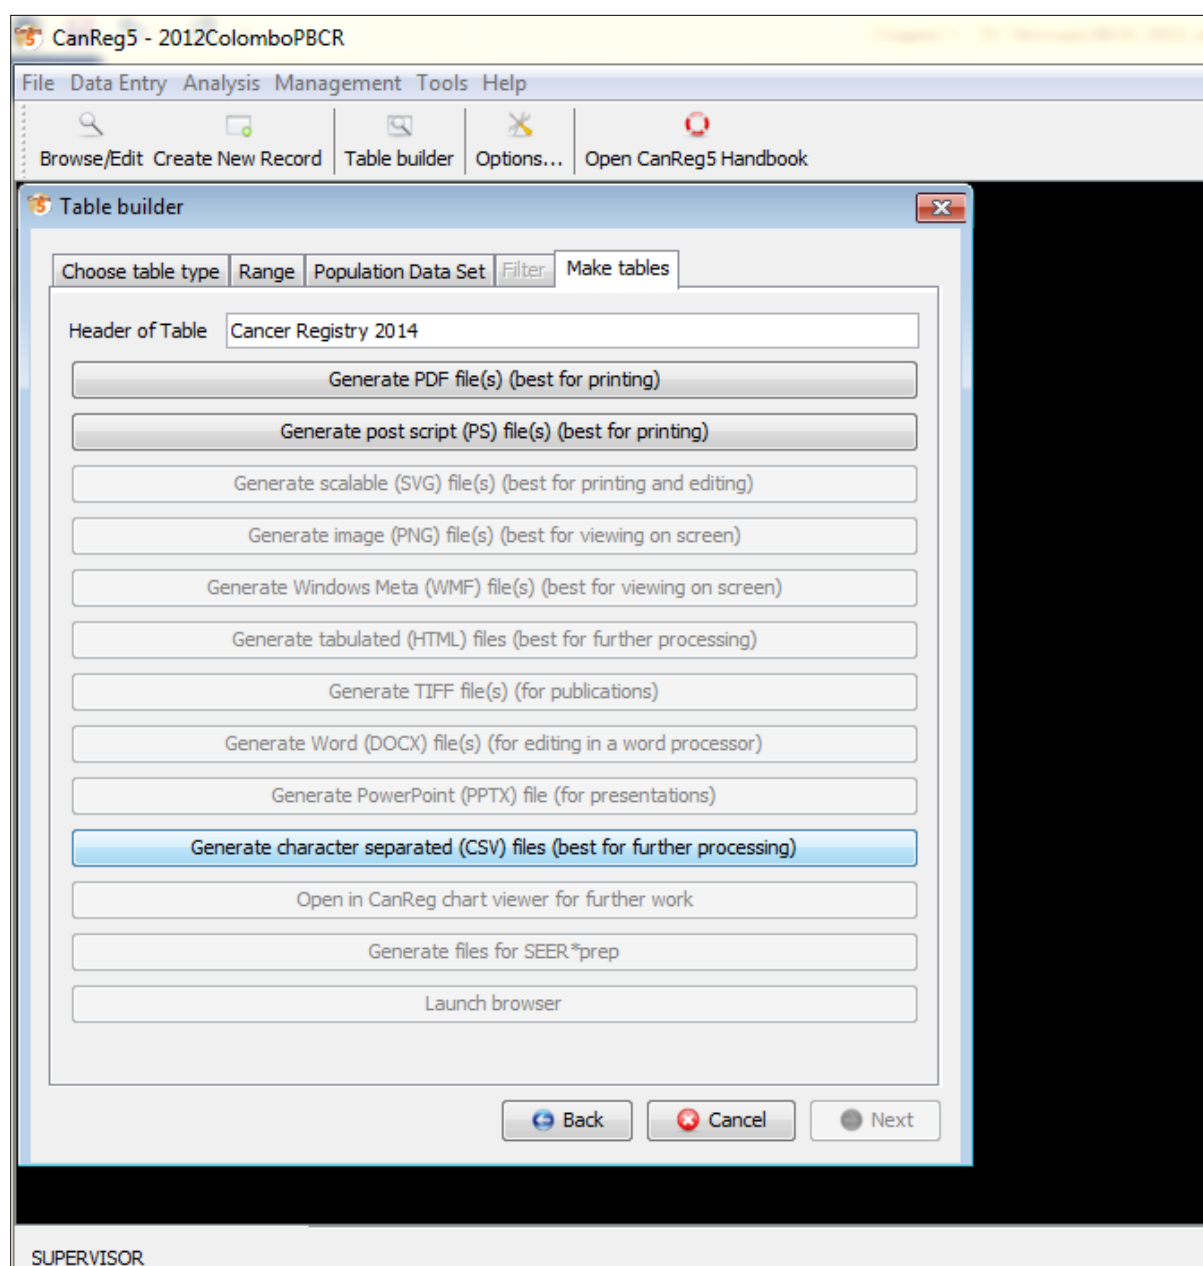 CanReg5 - 2012ColomboPBCR
File Data Entry Analysis Management Tools Help
Browse/Edit Create New Record Table builder Options... Open CanReg5 Handbook
Table builder
Choose table type Range Population Data Set Filter Make tables
Header of Table Cancer Registry 2014
Generate PDF file(s) (best for printing)
Generate post script (PS) file(s) (best for printing)
Generate scalable (SVG) file(s) (best for printing and editing)
Generate image (PNG) file(s) (best for viewing on screen)
Generate Windows Meta (WMF) file(s) (best for viewing on screen)
Generate tabulated (HTML) files (best for further processing)
Generate TIFF file(s) (for publications)
Generate Word (DOCX) file(s) (for editing in a word processor)
Generate PowerPoint (PPTX) file (for presentations)
Generate character separated (CSV) files (best for further processing)
Open in CanReg chart viewer for further work
Generate files for SEER*prep
Launch browser
Back Cancel Next
SUPERVISOR